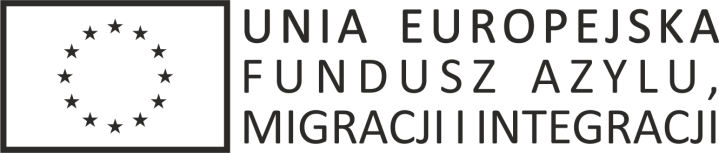 UNIA EUROPEJSKA
FUNDUSZ AZYLU,
MIGRACJI I INTEGRACJI